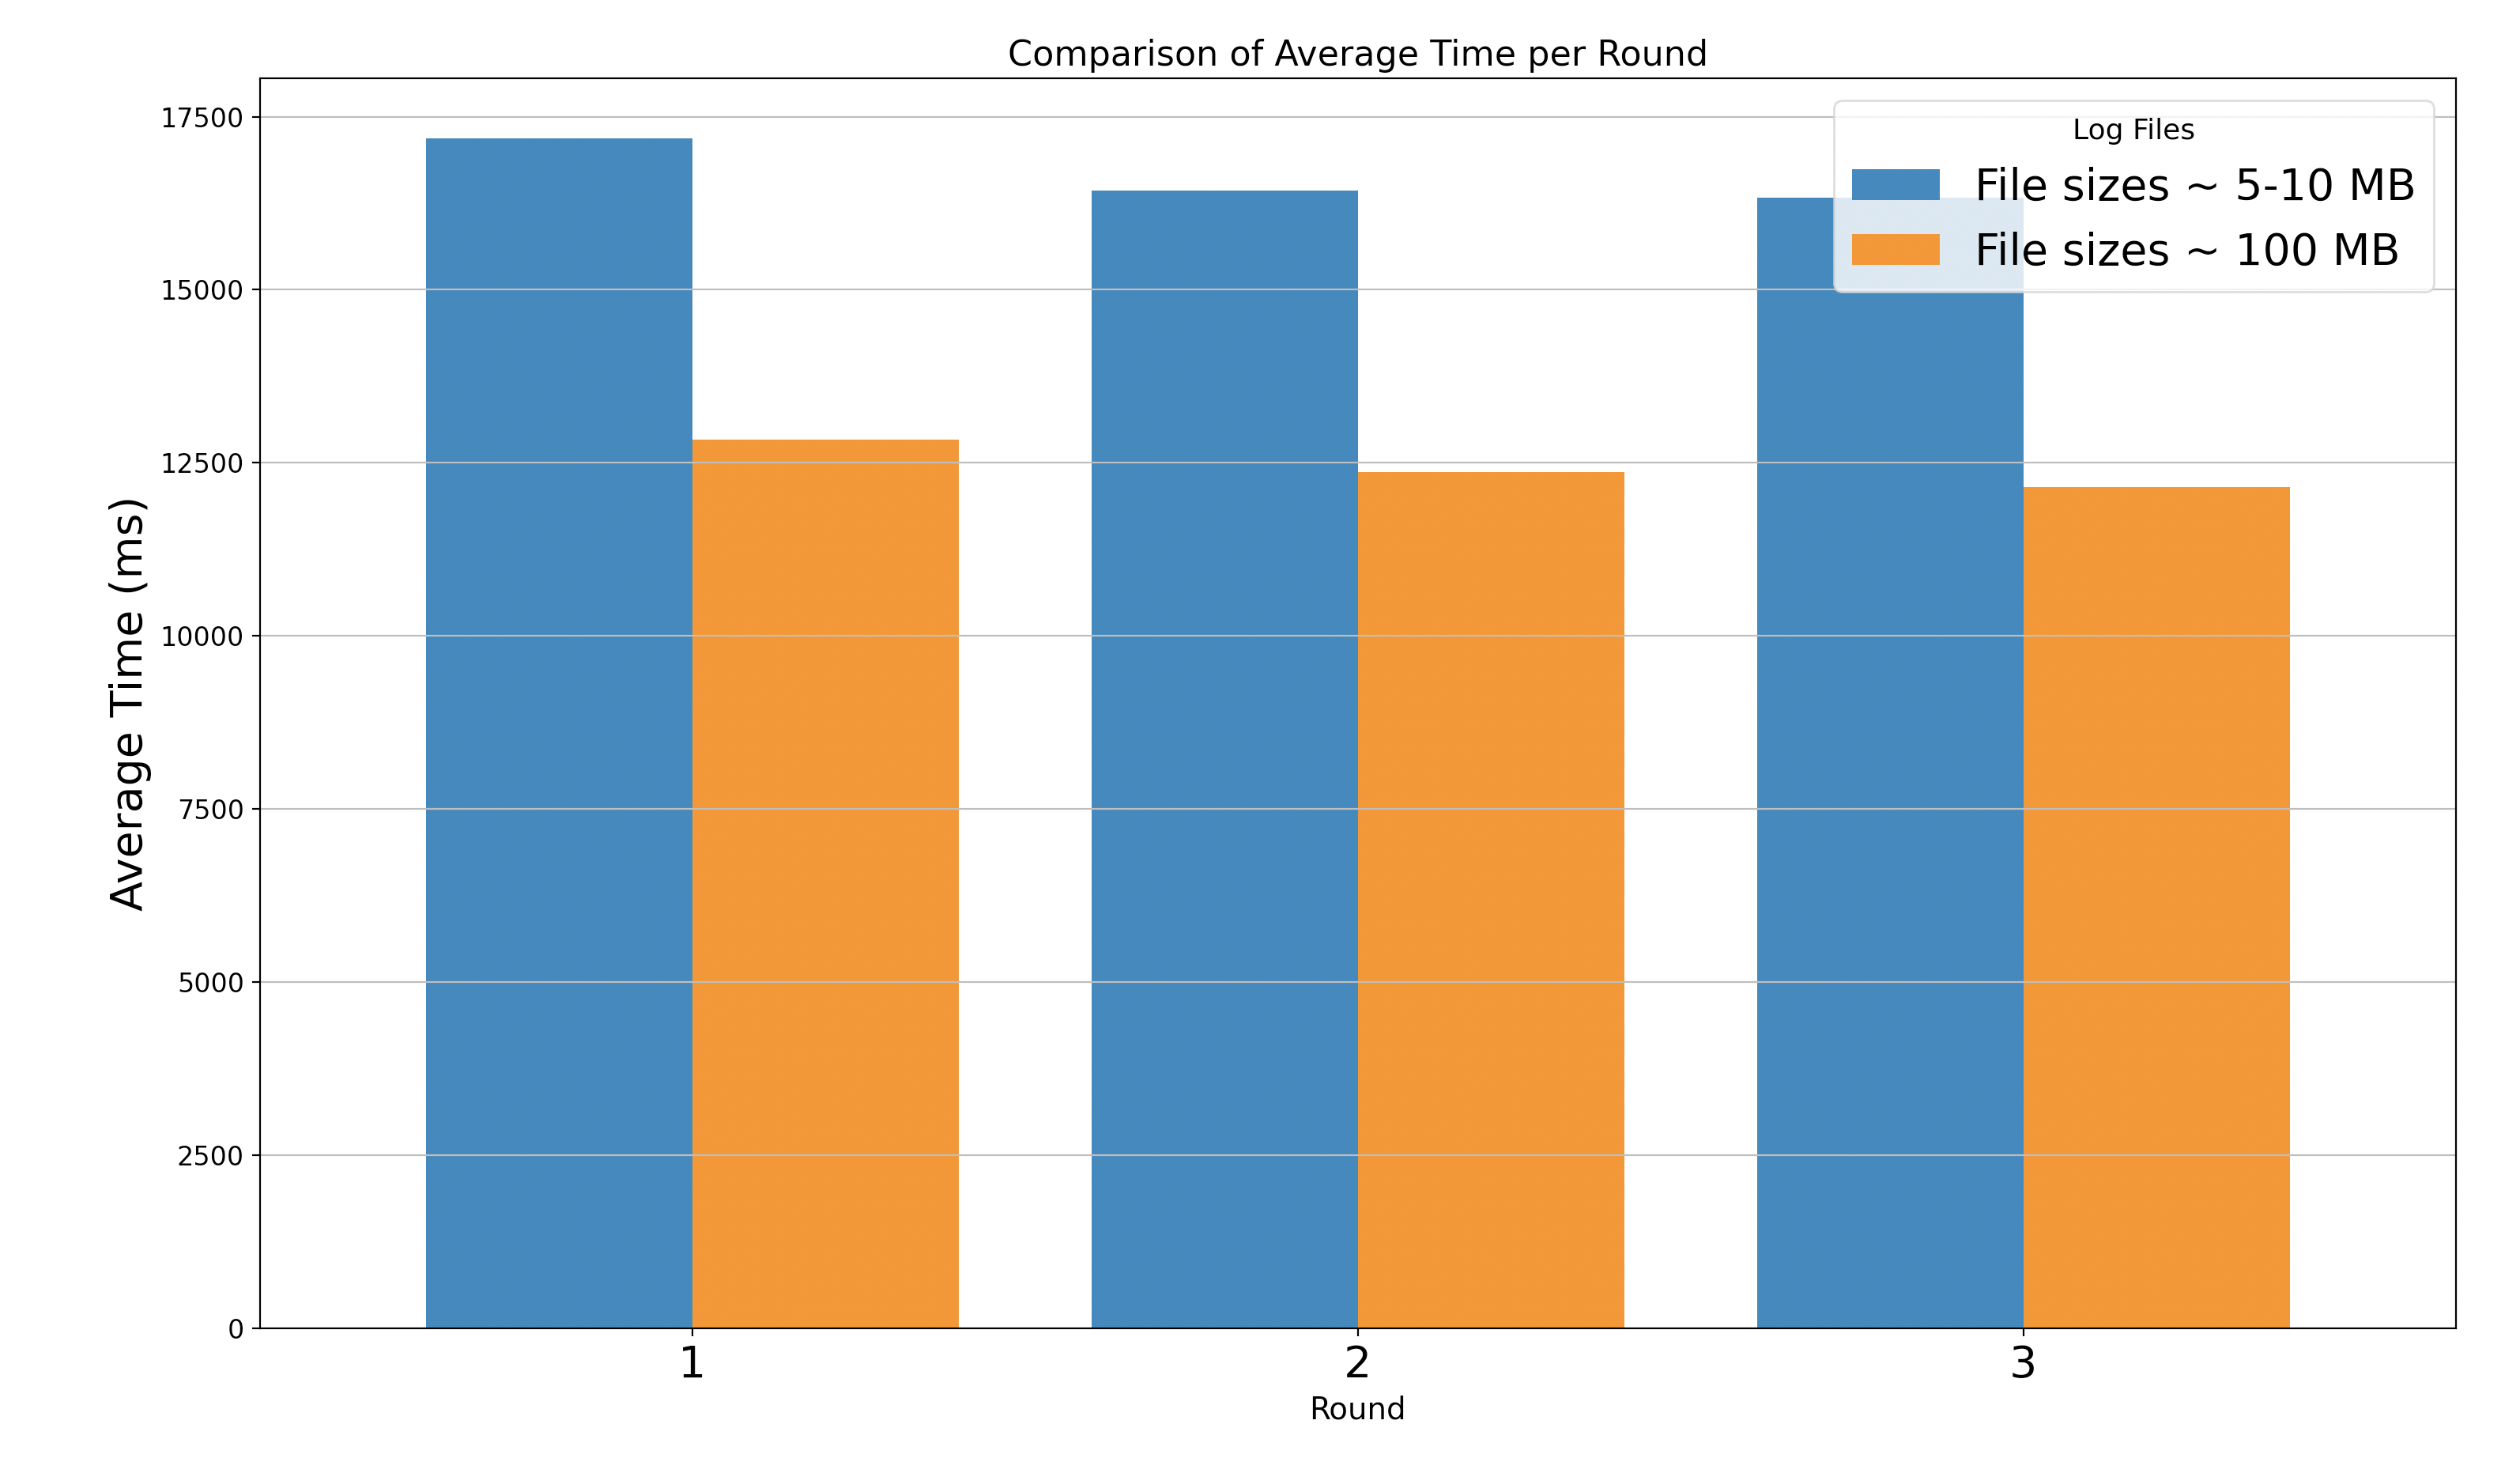 Comparison of Average Time per Round
Log Files
File sizes ~ 5-10 MB
File sizes ~ 100 MB
Average Time (ms)
17500
15000
12500
10000
7500
5000
2500
0
1
2
3
Round